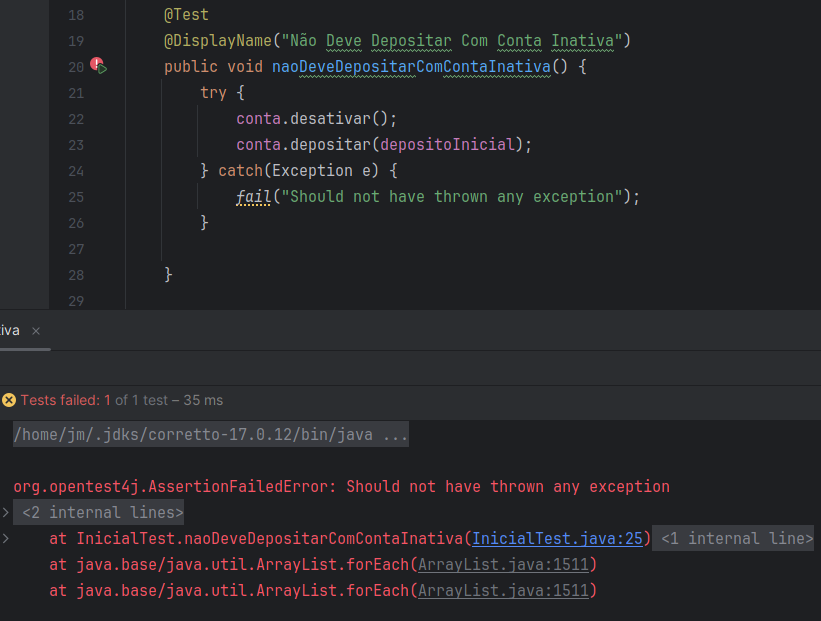 18 @Test
19 @DisplayName("Não Deve Depositar Com Conta Inativa")
20 public void naoDeveDepositarComContaInativa() {
21 try {
22 conta.desativar();
23 conta.depositar(depositoInicial);
24 } catch(Exception e) {
25 fail("Should not have thrown any exception");
26 }
27
28 }
29
iva ×
Tests failed: 1 of 1 test – 35 ms
/home/jm/.jdks/corretto-17.0.12/bin/java ...
org.opentest4j.AssertionFailedError: Should not have thrown any exception
> <2 internal lines>
> at InicialTest.naoDeveDepositarComContaInativa(InicialTest.java:25) <1 internal line>
at java.base/java.util.ArrayList.forEach(ArrayList.java:1511)
at java.base/java.util.ArrayList.forEach(ArrayList.java:1511)